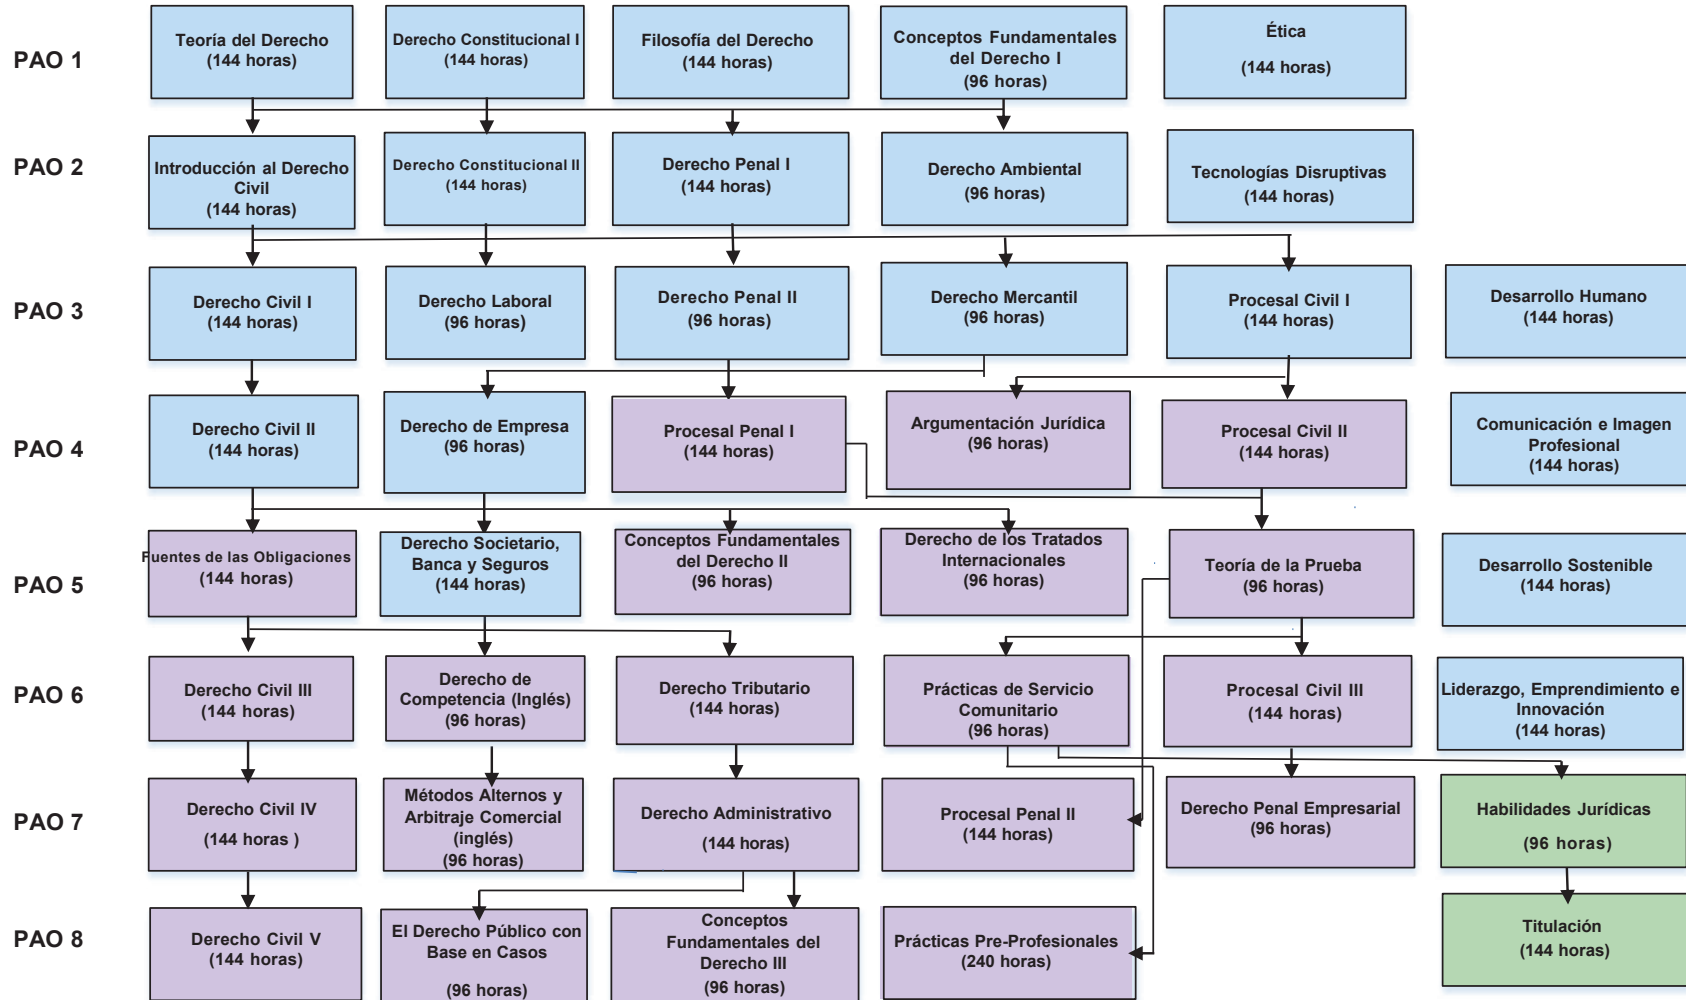 PAO 1
Teoría del Derecho
(144 horas)
Derecho Constitucional I
(144 horas)
Filosofía del Derecho
(144 horas)
Conceptos Fundamentales
del Derecho I
(96 horas)
Ética
(144 horas)
PAO 2
Introducción al Derecho
Civil
(144 horas)
Derecho Constitucional II
(144 horas)
Derecho Penal I
(144 horas)
Derecho Ambiental
(96 horas)
Tecnologías Disruptivas
(144 horas)
PAO 3
Derecho Civil I
(144 horas)
Derecho Laboral
(96 horas)
Derecho Penal II
(96 horas)
Derecho Mercantil
(96 horas)
Procesal Civil I
(144 horas)
Desarrollo Humano
(144 horas)
PAO 4
Derecho Civil II
(144 horas)
Derecho de Empresa
(96 horas)
Procesal Penal I
(144 horas)
Argumentación Jurídica
(96 horas)
Procesal Civil II
(144 horas)
Comunicación e Imagen
Profesional
(144 horas)
PAO 5
Fuentes de las Obligaciones
(144 horas)
Derecho Societario,
Banca y Seguros
(144 horas)
Conceptos Fundamentales
del Derecho II
(96 horas)
Derecho de los Tratados
Internacionales
(96 horas)
Teoría de la Prueba
(96 horas)
Desarrollo Sostenible
(144 horas)
PAO 6
Derecho Civil III
(144 horas)
Derecho de
Competencia (Inglés)
(96 horas)
Derecho Tributario
(144 horas)
Prácticas de Servicio
Comunitario
(96 horas)
Procesal Civil III
(144 horas)
Liderazgo, Emprendimiento e
Innovación
(144 horas)
PAO 7
Derecho Civil IV
(144 horas )
Métodos Alternos y
Arbitraje Comercial
(inglés)
(96 horas)
Derecho Administrativo
(144 horas)
Procesal Penal II
(144 horas)
Derecho Penal Empresarial
(96 horas)
Habilidades Jurídicas
(96 horas)
PAO 8
Derecho Civil V
(144 horas)
El Derecho Público con
Base en Casos
(96 horas)
Conceptos
Fundamentales del
Derecho III
(96 horas)
Prácticas Pre-Profesionales
(240 horas)
Titulación
(144 horas)